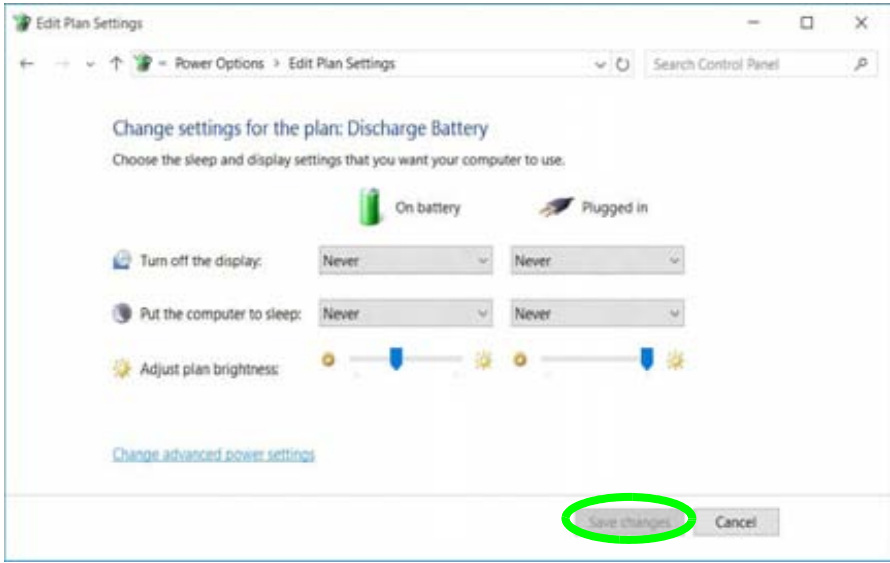 Edit Plan Settings
Power Options > Edit Plan Settings
Search Control Panel
Change settings for the plan: Discharge Battery
Choose the sleep and display settings that you want your computer to use.
On battery Plugged in
Turn off the display: Never Never
Put the computer to sleep: Never Never
Adjust plan brightness:
Change advanced power settings
Save changes Cancel